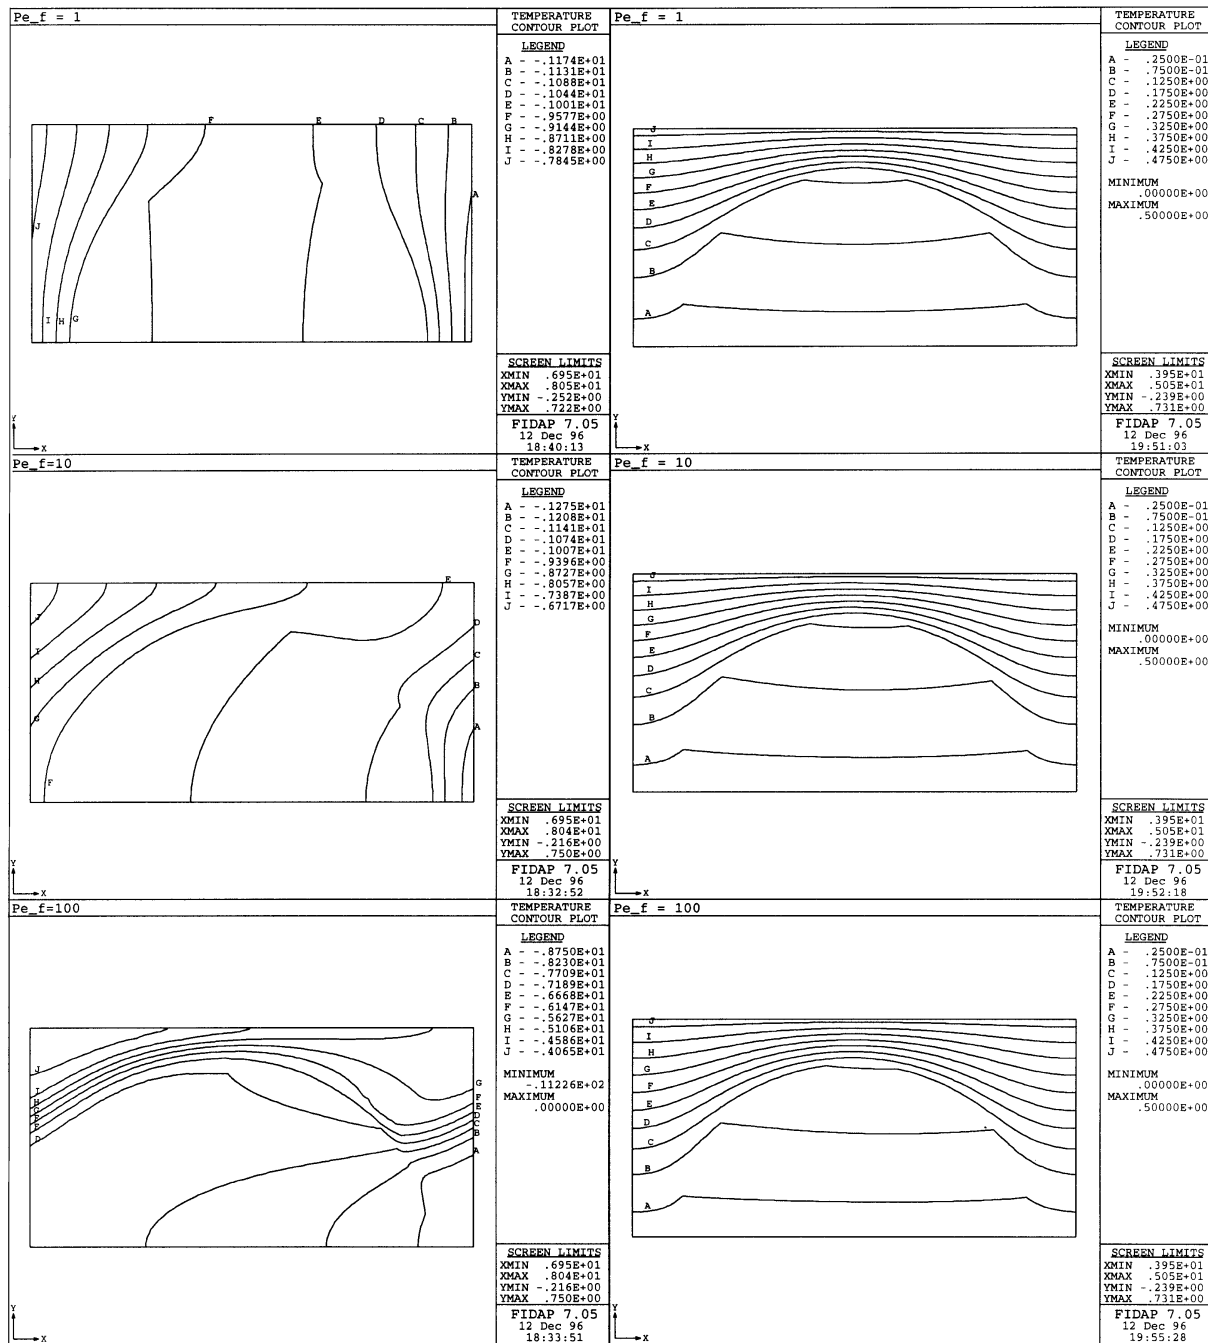 Pe_f = 1
TEMPERATURE
CONTOUR PLOT
LEGEND
A - -.1174E+01
B - -.1131E+01
C - -.1088E+01
D - -.1044E+01
E - -.1001E+01
F - -.9577E+00
G - -.9144E+00
H - -.8711E+00
I - -.8278E+00
J - -.7845E+00
F
E
D
C
B
A
J
I
H
G
SCREEN LIMITS
XMIN .695E+01
XMAX .805E+01
YMIN -.252E+00
YMAX .722E+00
FIDAP 7.05
12 Dec 96
18:40:13
Y
X
Pe_f = 1
TEMPERATURE
CONTOUR PLOT
LEGEND
A - .2500E-01
B - .7500E-01
C - .1250E+00
D - .1750E+00
E - .2250E+00
F - .2750E+00
G - .3250E+00
H - .3750E+00
I - .4250E+00
J - .4750E+00
MINIMUM
.00000E+00
MAXIMUM
.50000E+00
J
I
H
G
F
E
D
C
B
A
SCREEN LIMITS
XMIN .395E+01
XMAX .505E+01
YMIN -.239E+00
YMAX .731E+00
FIDAP 7.05
12 Dec 96
19:51:03
Y
X
Pe_f=10
TEMPERATURE
CONTOUR PLOT
LEGEND
A - -.1275E+01
B - -.1208E+01
C - -.1141E+01
D - -.1074E+01
E - -.1007E+01
F - -.9396E+00
G - -.8727E+00
H - -.8057E+00
I - -.7387E+00
J - -.6717E+00
E
J
D
I
C
H
B
G
A
F
SCREEN LIMITS
XMIN .695E+01
XMAX .804E+01
YMIN -.216E+00
YMAX .750E+00
FIDAP 7.05
12 Dec 96
18:32:52
Y
X
Pe_f = 10
TEMPERATURE
CONTOUR PLOT
LEGEND
A - .2500E-01
B - .7500E-01
C - .1250E+00
D - .1750E+00
E - .2250E+00
F - .2750E+00
G - .3250E+00
H - .3750E+00
I - .4250E+00
J - .4750E+00
MINIMUM
.00000E+00
MAXIMUM
.50000E+00
J
I
H
G
F
E
D
C
B
A
SCREEN LIMITS
XMIN .395E+01
XMAX .505E+01
YMIN -.239E+00
YMAX .731E+00
FIDAP 7.05
12 Dec 96
19:52:18
Y
X
Pe_f=100
TEMPERATURE
CONTOUR PLOT
LEGEND
A - -.8750E+01
B - -.8230E+01
C - -.7709E+01
D - -.7189E+01
E - -.6668E+01
F - -.6147E+01
G - -.5627E+01
H - -.5106E+01
I - -.4586E+01
J - -.4065E+01
MINIMUM
-.11226E+02
MAXIMUM
.00000E+00
J
I
H
G
F
E
D
G
F
E
D
C
B
A
SCREEN LIMITS
XMIN .695E+01
XMAX .804E+01
YMIN -.216E+00
YMAX .750E+00
FIDAP 7.05
12 Dec 96
18:33:51
Y
X
Pe_f = 100
TEMPERATURE
CONTOUR PLOT
LEGEND
A - .2500E-01
B - .7500E-01
C - .1250E+00
D - .1750E+00
E - .2250E+00
F - .2750E+00
G - .3250E+00
H - .3750E+00
I - .4250E+00
J - .4750E+00
MINIMUM
.00000E+00
MAXIMUM
.50000E+00
J
I
H
G
F
E
D
C
B
A
SCREEN LIMITS
XMIN .395E+01
XMAX .505E+01
YMIN -.239E+00
YMAX .731E+00
FIDAP 7.05
12 Dec 96
19:55:28
Y
X